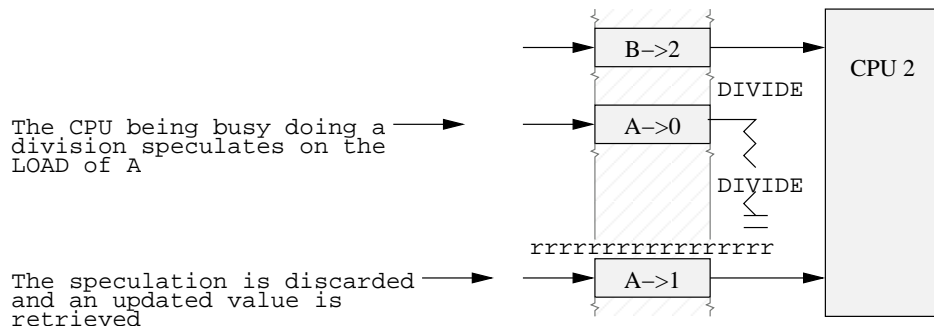 B->2
CPU 2
DIVIDE
The CPU being busy doing a
division speculates on the
LOAD of A
A->0
DIVIDE
rrrrrrrrrrrrrrrrr
The speculation is discarded
and an updated value is
retrieved
A->1